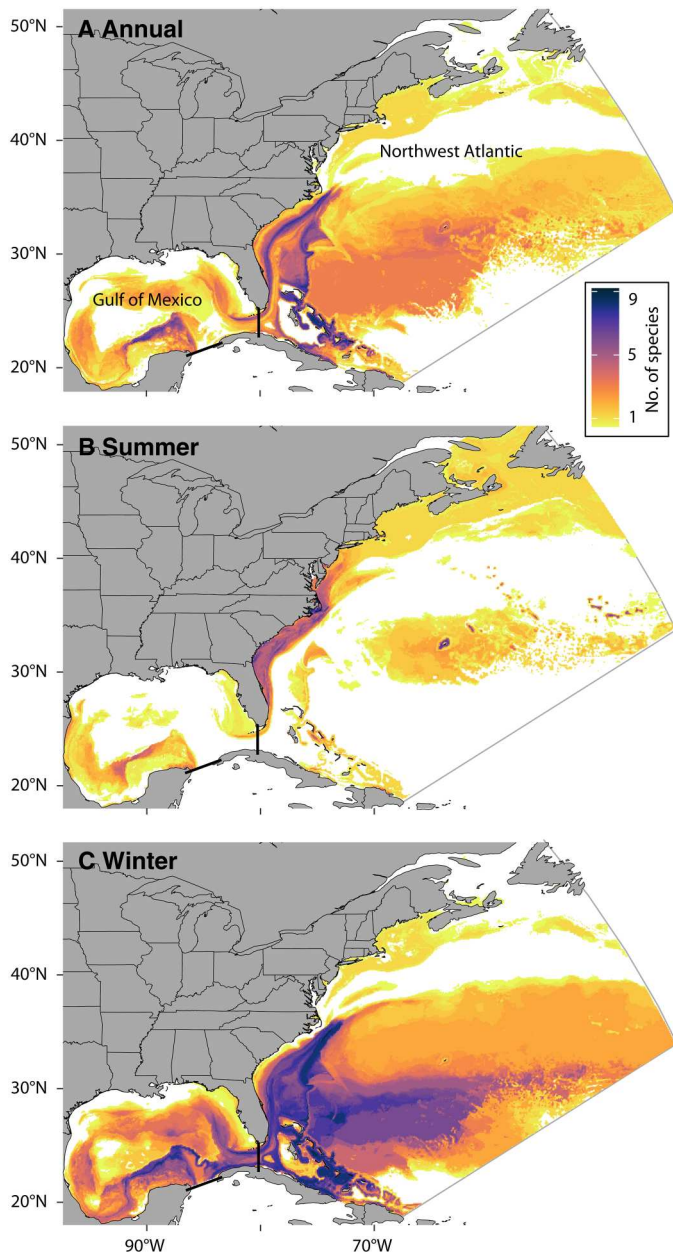 A Annual
50°N
40°N
30°N
20°N
Northwest Atlantic
Gulf of Mexico
9
5
1
No. of species
B Summer
50°N
40°N
30°N
20°N
C Winter
50°N
40°N
30°N
20°N
90°W
70°W